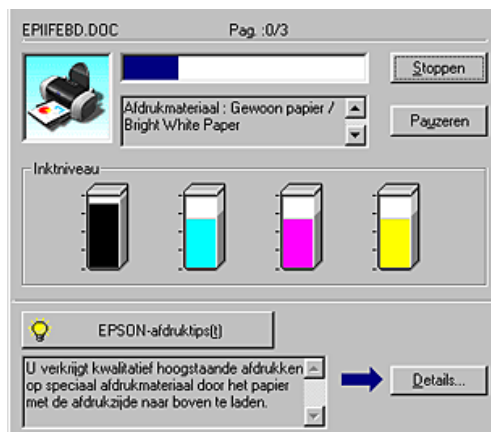 EPIIFEBD.DOC Pag. :0/3
Stoppen
Afdrukmateriaal : Gewoon papier /
Bright White Paper
Pauzeren
Inktniveau
EPSON-afdruktips(t)
U verkrijgt kwalitatief hoogstaande afdrukken
op speciaal afdrukmateriaal door het papier
met de afdrukzijde naar boven te laden.
Details...